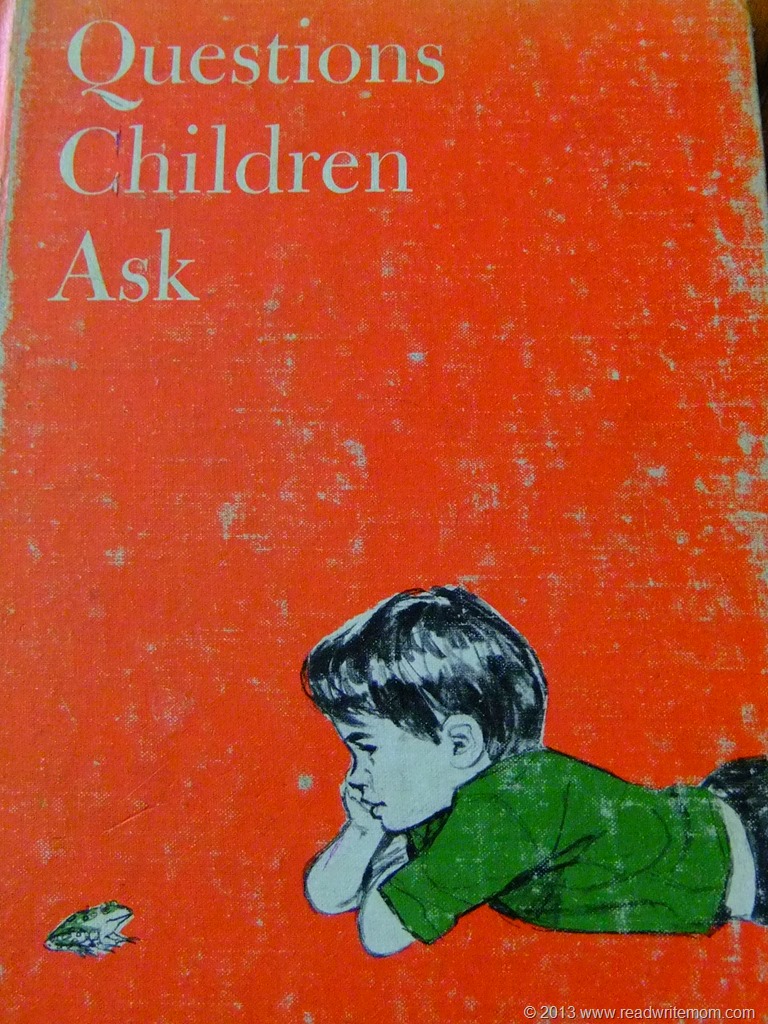 Questions
Children
Ask
© 2013 www.readwritemom.com